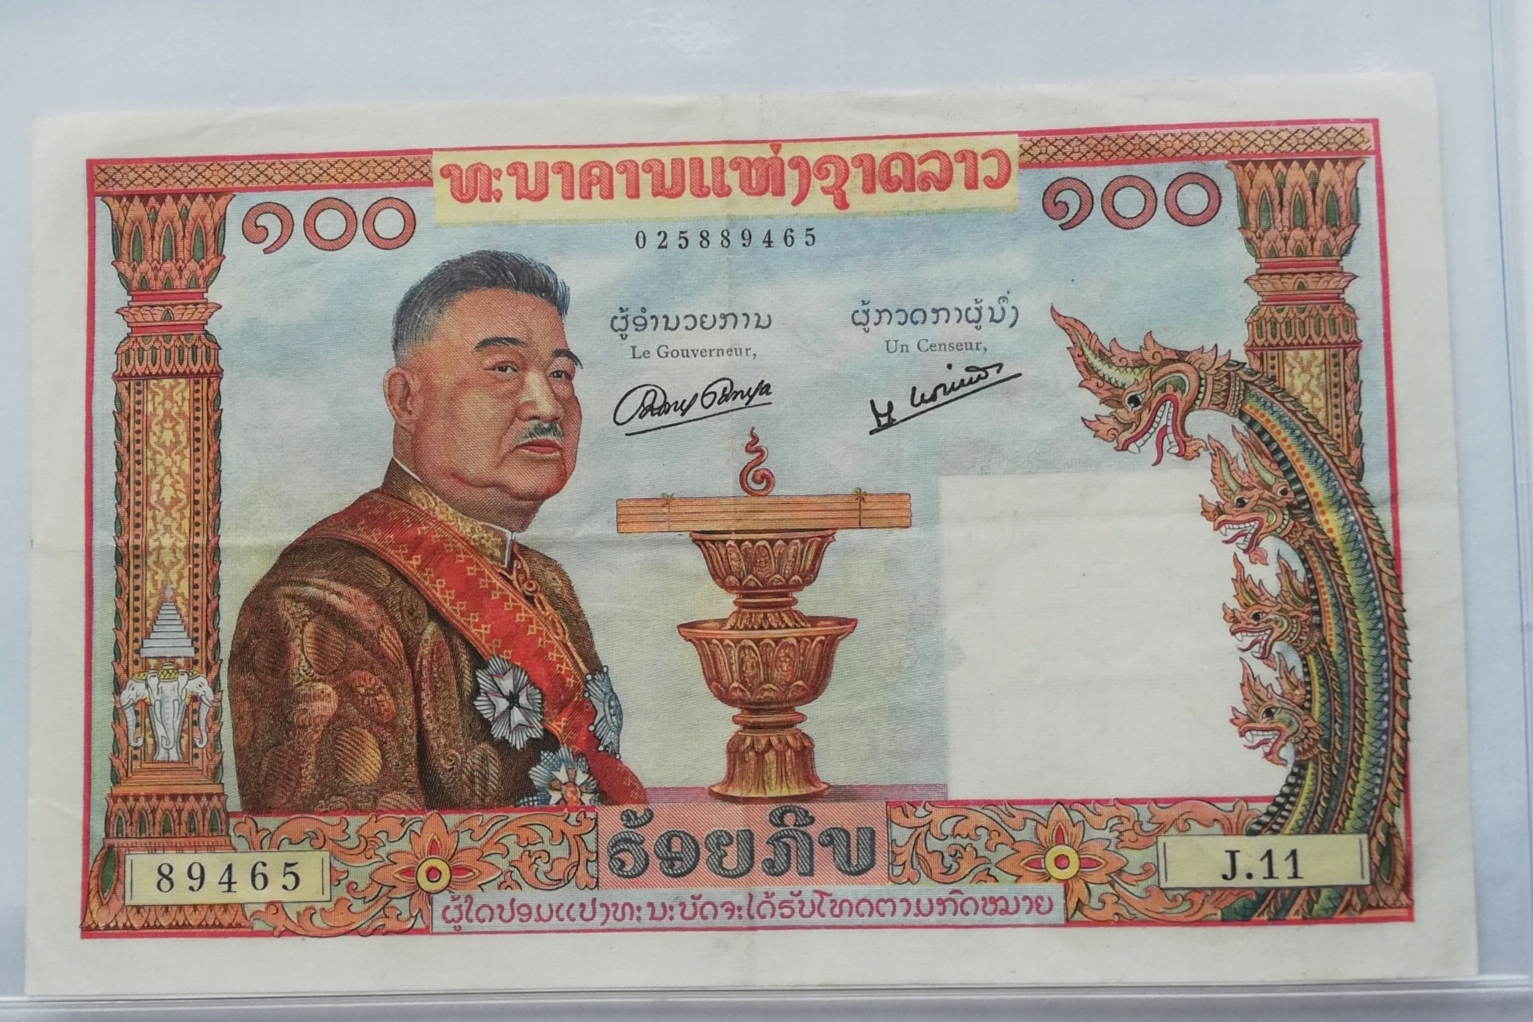 ທະນາຄານແຫ່ງຊາດລາວ
໑໐໐ ໑໐໐
025889465
ຜູ້ອຳນວຍການ ຜູ້ກວດກາຜູ້ນຶ່ງ
Le Gouverneur, Un Censeur,
ຮ້ອຍກີບ
89465 J.11
ຜູ້ໃດປອມແປງທະນະບັດຈະໄດ້ຮັບໂທດຕາມກົດໝາຍ